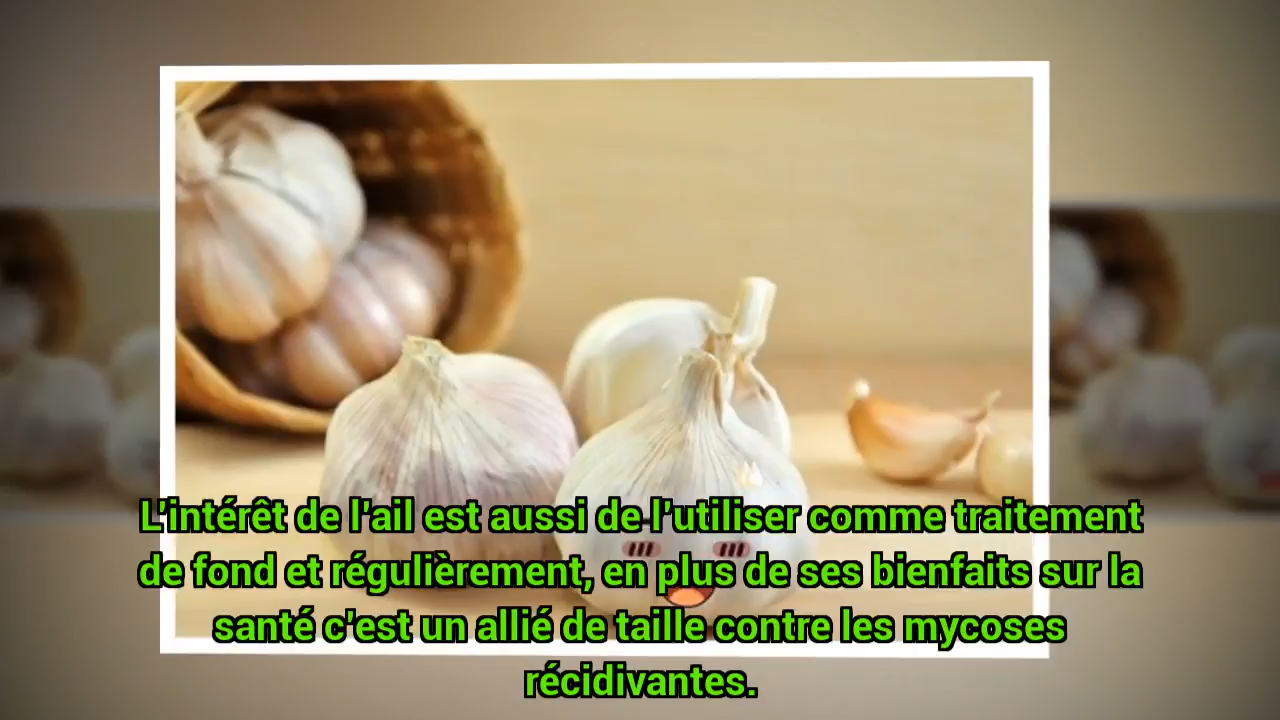 L'intérêt de l'ail est aussi de l'utiliser comme traitement
de fond et régulièrement, en plus de ses bienfaits sur la
santé c'est un allié de taille contre les mycoses
récidivantes.